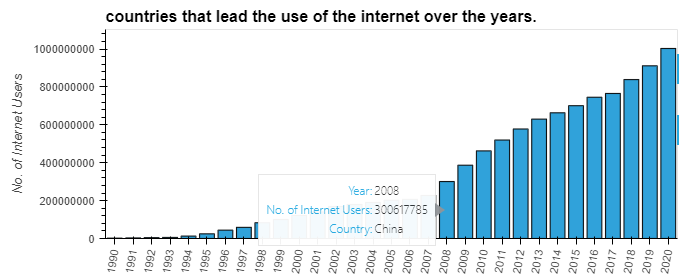 countries that lead the use of the internet over the years.
No. of Internet Users
1000000000
800000000
600000000
400000000
200000000
0
Year: 2008
No. of Internet Users: 300617785
Country: China
1990 1991 1992 1993 1994 1995 1996 1997 1998 1999 2000 2001 2002 2003 2004 2005 2006 2007 2008 2009 2010 2011 2012 2013 2014 2015 2016 2017 2018 2019 2020